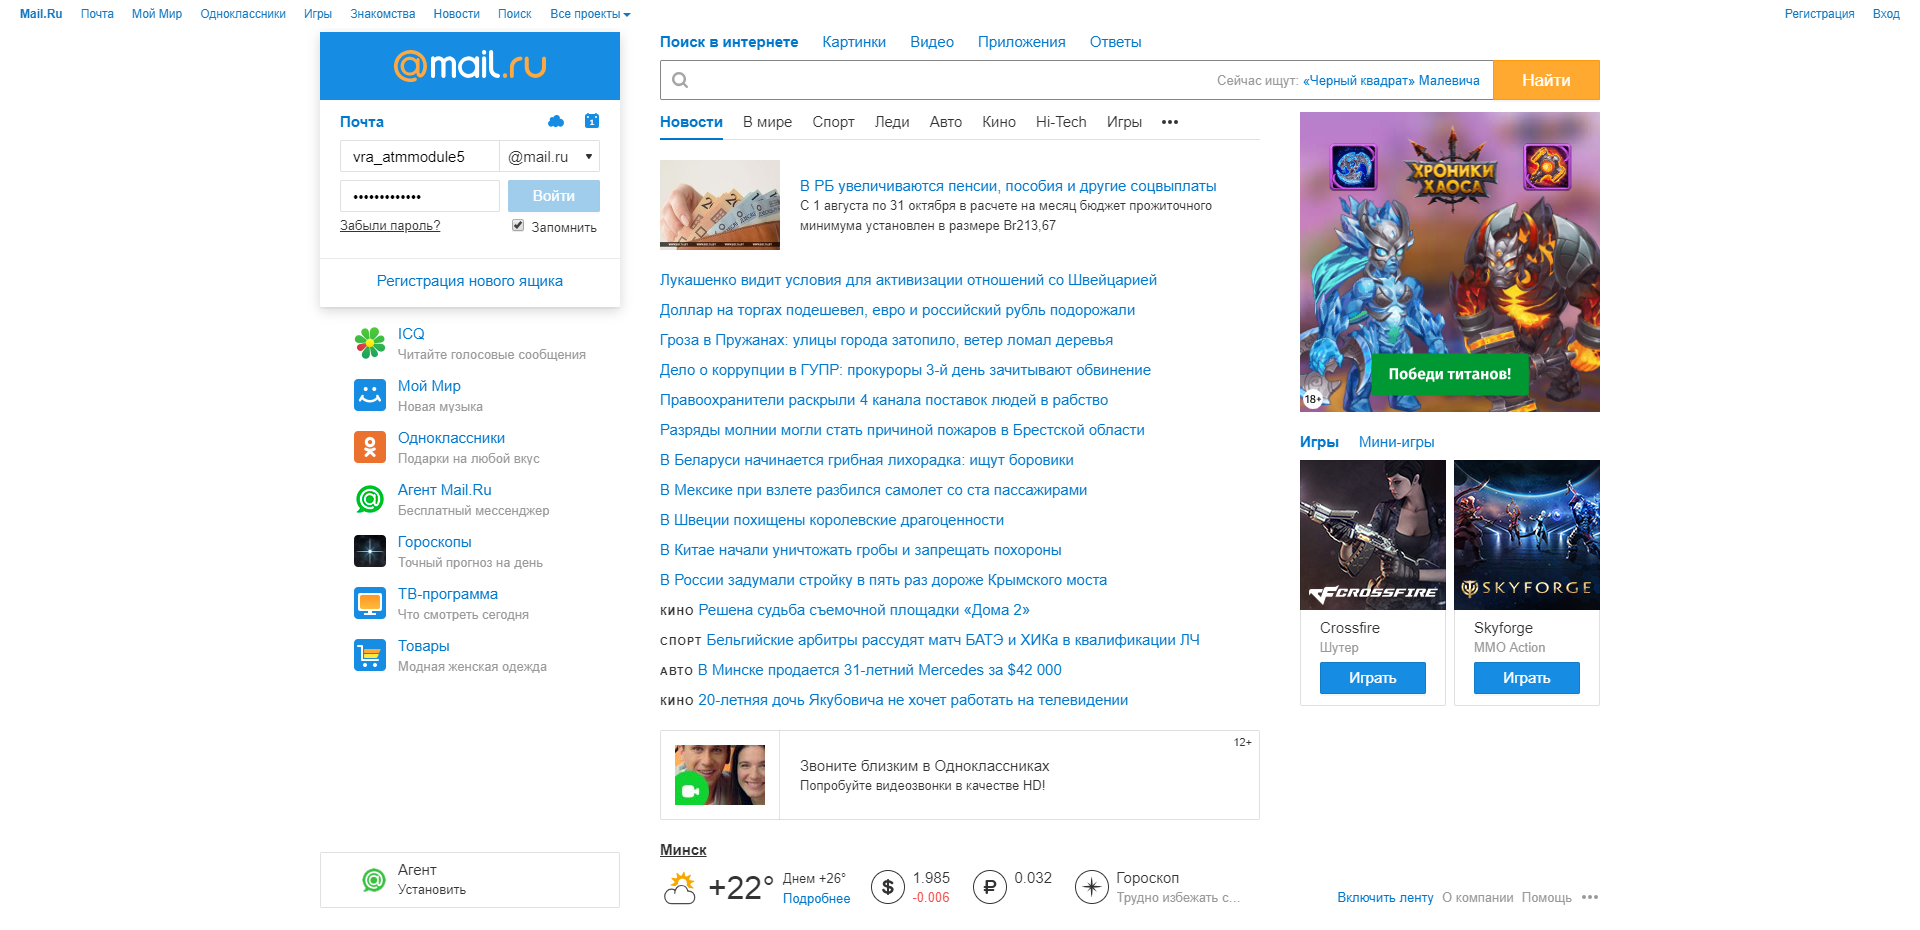 Mail.Ru Почта Мой Мир Одноклассники Игры Знакомства Новости Поиск Все проекты Регистрация Вход
@mail.ru
Почта
1
vra_atmmodule5 @mail.ru
••••••••••••• Войти
Забыли пароль? Запомнить
Регистрация нового ящика
ICQ
Читайте голосовые сообщения
Мой Мир
Новая музыка
Одноклассники
Подарки на любой вкус
Агент Mail.Ru
Бесплатный мессенджер
Гороскопы
Точный прогноз на день
ТВ-программа
Что смотреть сегодня
Товары
Модная женская одежда
Агент
Установить
Поиск в интернете Картинки Видео Приложения Ответы
Сейчас ищут: «Черный квадрат» Малевича Найти
Новости В мире Спорт Леди Авто Кино Hi-Tech Игры •••
В РБ увеличиваются пенсии, пособия и другие соцвыплаты
С 1 августа по 31 октября в расчете на месяц бюджет прожиточного
минимума установлен в размере Br213,67
Лукашенко видит условия для активизации отношений со Швейцарией
Доллар на торгах подешевел, евро и российский рубль подорожали
Гроза в Пружанах: улицы города затопило, ветер ломал деревья
Дело о коррупции в ГУПР: прокуроры 3-й день зачитывают обвинение
Правоохранители раскрыли 4 канала поставок людей в рабство
Разряды молнии могли стать причиной пожаров в Брестской области
В Беларуси начинается грибная лихорадка: ищут боровики
В Мексике при взлете разбился самолет со ста пассажирами
В Швеции похищены королевские драгоценности
В Китае начали уничтожать гробы и запрещать похороны
В России задумали стройку в пять раз дороже Крымского моста
КИНО Решена судьба съемочной площадки «Дома 2»
СПОРТ Бельгийские арбитры рассудят матч БАТЭ и ХИКа в квалификации ЛЧ
АВТО В Минске продается 31-летний Mercedes за $42 000
КИНО 20-летняя дочь Якубовича не хочет работать на телевидении
12+
Звоните близким в Одноклассниках
Попробуйте видеозвонки в качестве HD!
Минск
+22° Днем +26°
Подробнее
$ 1.985
-0.006
₽ 0.032
Гороскоп
Трудно избежать с…
ХРОНИКИ
ХАОСА
Победи титанов!
18+
Игры Мини-игры
CROSSFIRE
SKYFORGE
Crossfire
Шутер
Играть
Skyforge
MMO Action
Играть
Включить ленту О компании Помощь •••